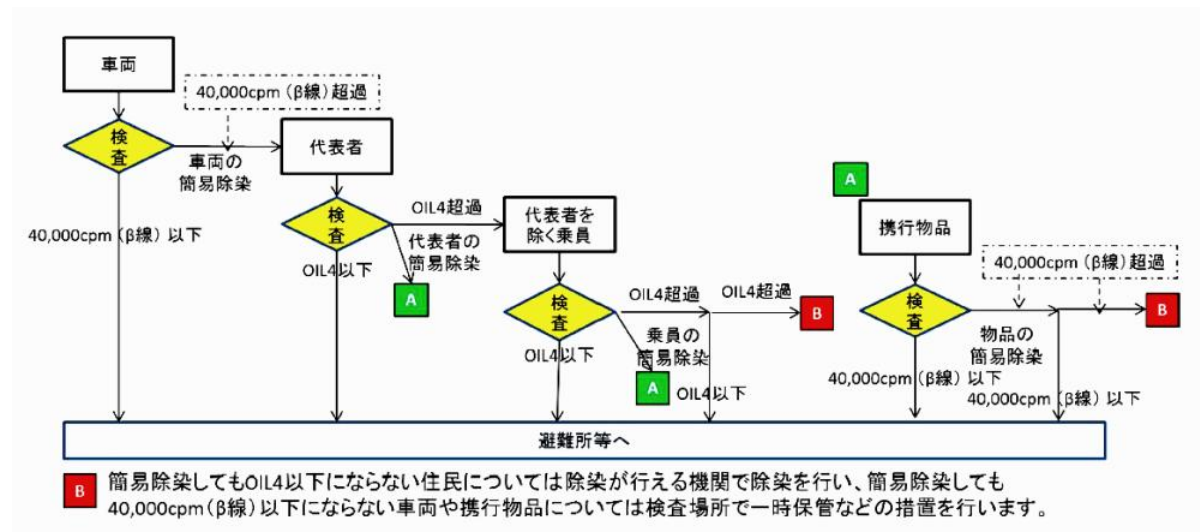 車両
40,000cpm（β線）超過
検査
車両の
簡易除染
代表者
40,000cpm（β線）以下
検査
OIL4超過
代表者の
簡易除染
A
OIL4以下
代表者を
除く乗員
検査
OIL4超過
OIL4超過
B
乗員の
簡易除染
A
OIL4以下
OIL4以下
A
携行物品
40,000cpm（β線）超過
検査
B
物品の
簡易除染
40,000cpm（β線）以下
40,000cpm（β線）以下
避難所等へ
B 簡易除染してもOIL4以下にならない住民については除染が行える機関で除染を行い、簡易除染しても
40,000cpm（β線）以下にならない車両や携行物品については検査場所で一時保管などの措置を行います。